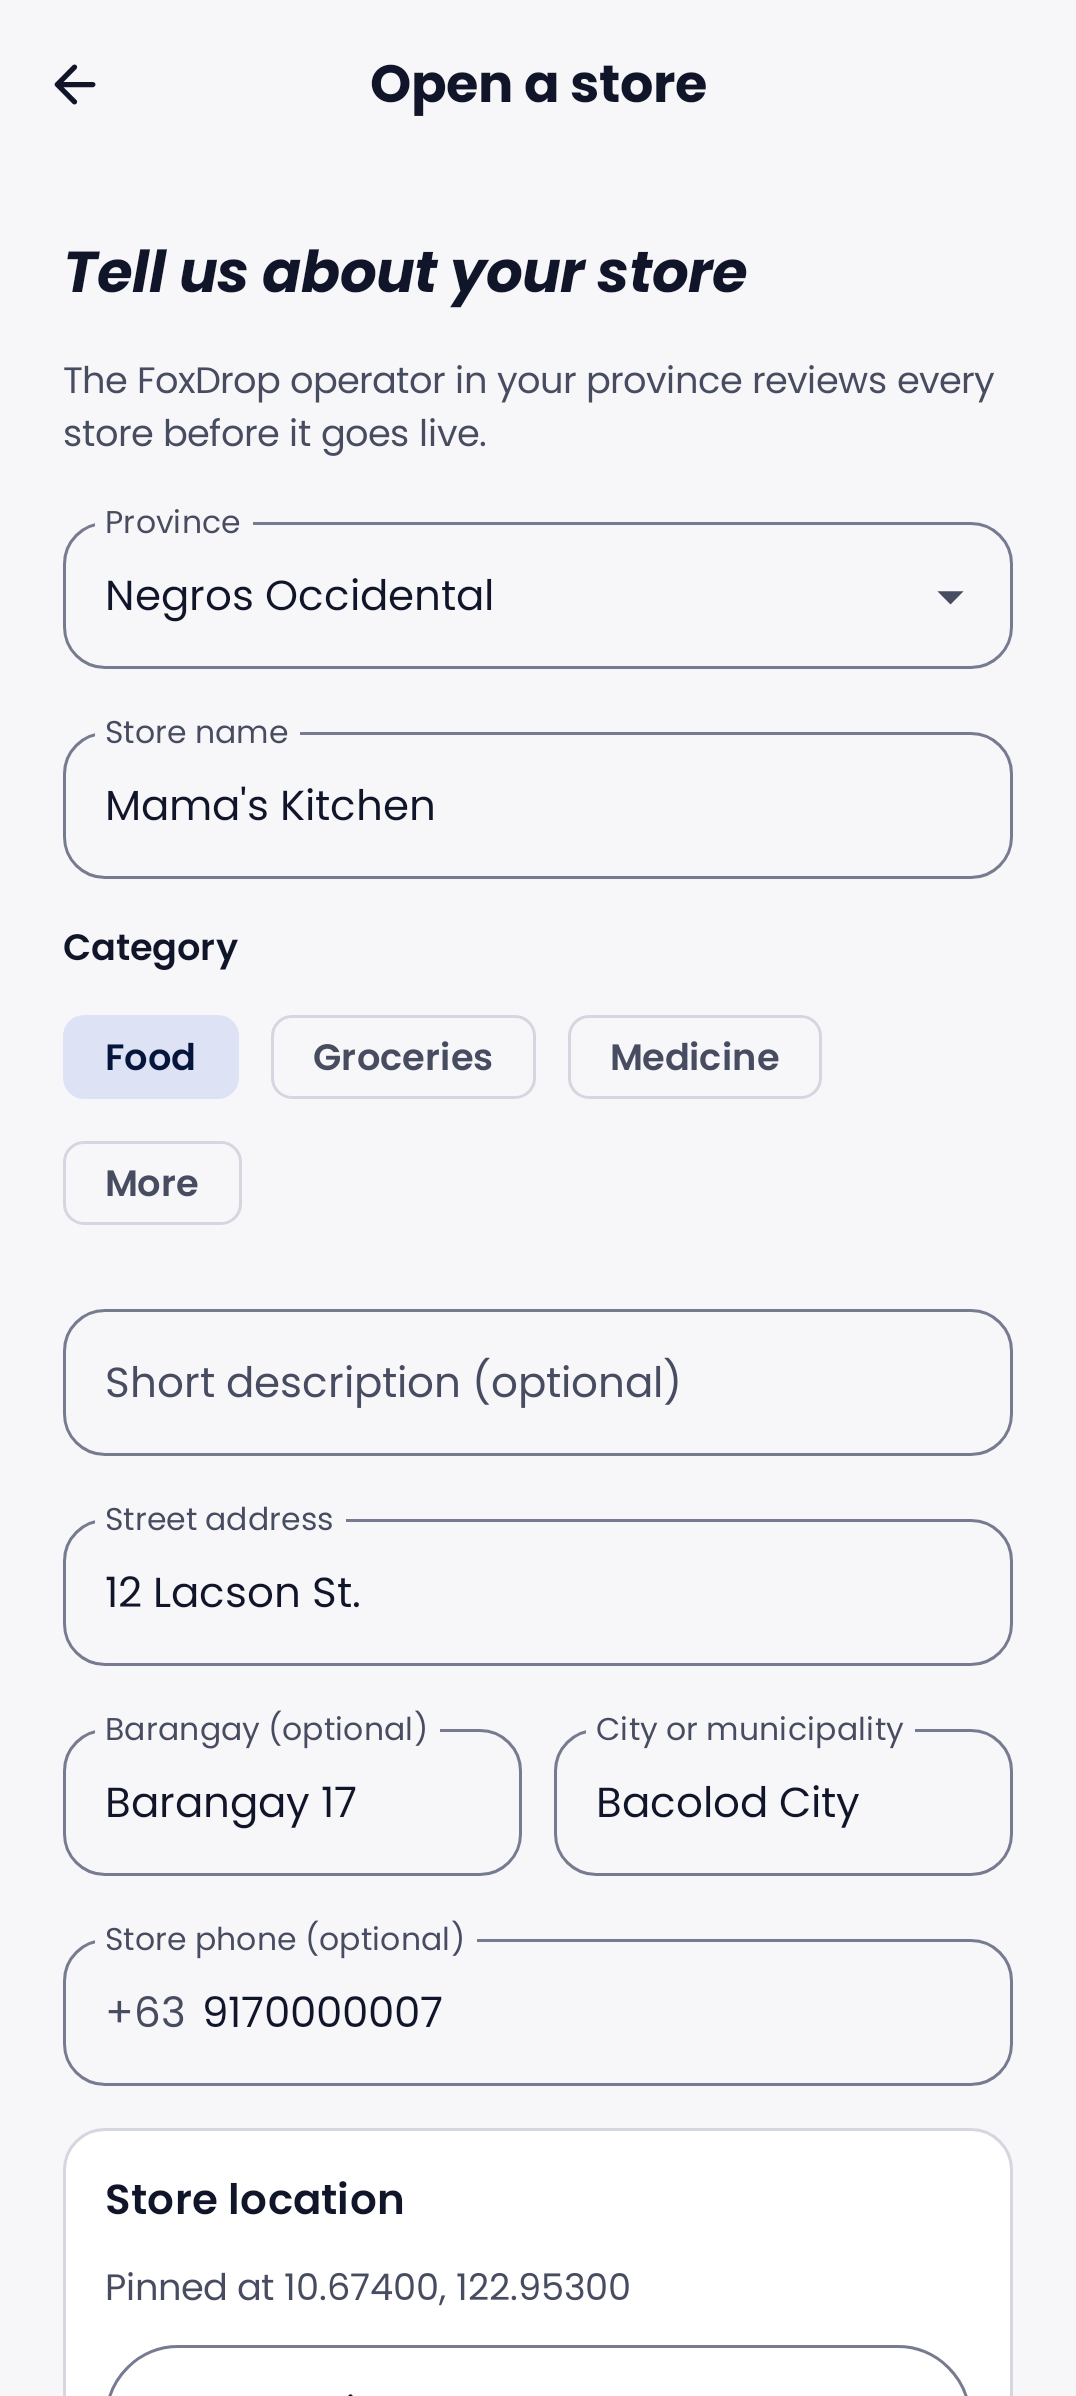 Open a store
Tell us about your store
The FoxDrop operator in your province reviews every
store before it goes live.
Province
Negros Occidental
Store name
Mama's Kitchen
Category
Food
Groceries
Medicine
More
Short description (optional)
Street address
12 Lacson St.
Barangay (optional)
Barangay 17
City or municipality
Bacolod City
Store phone (optional)
+63 9170000007
Store location
Pinned at 10.67400, 122.95300